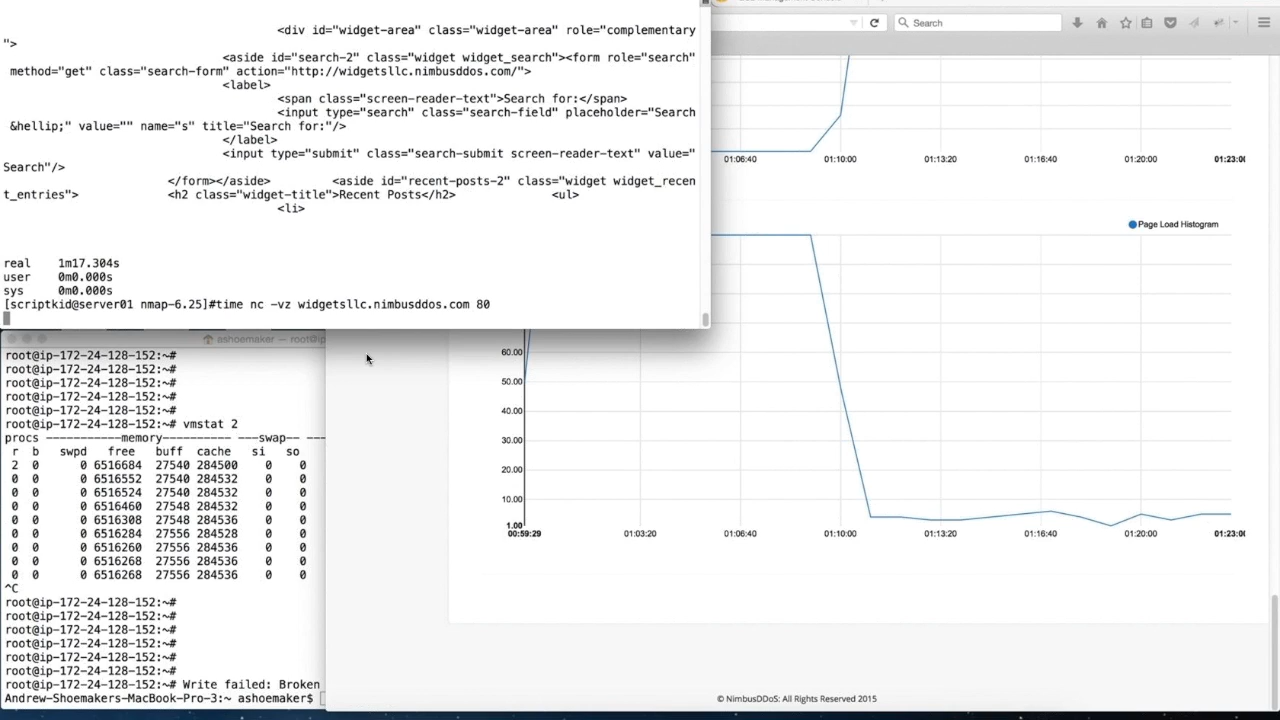 <div id="widget-area" class="widget-area" role="complementary
">
<aside id="search-2" class="widget widget_search"><form role="search"
method="get" class="search-form" action="http://widgetsllc.nimbusddos.com/">
<label>
<span class="screen-reader-text">Search for:</span>
<input type="search" class="search-field" placeholder="Search
&hellip;" value="" name="s" title="Search for:"/>
</label>
<input type="submit" class="search-submit screen-reader-text" value="
Search"/>
</form></aside> <aside id="recent-posts-2" class="widget widget_recen
t_entries"> <h2 class="widget-title">Recent Posts</h2> <ul>
<li>
real 1m17.304s
user 0m0.000s
sys 0m0.000s
[scriptkid@server01 nmap-6.25]#time nc -vz widgetsllc.nimbusddos.com 80
Search
01:06:40 01:10:00 01:13:20 01:16:40 01:20:00 01:23:0
Page Load Histogram
60.00
50.00
40.00
30.00
20.00
10.00
1.00
00:59:29 01:03:20 01:06:40 01:10:00 01:13:20 01:16:40 01:20:00 01:23:0
© NimbusDDoS: All Rights Reserved 2015
ashoemaker — root@ip
root@ip-172-24-128-152:~#
root@ip-172-24-128-152:~#
root@ip-172-24-128-152:~#
root@ip-172-24-128-152:~#
root@ip-172-24-128-152:~#
root@ip-172-24-128-152:~# vmstat 2
procs -----------memory---------- ---swap-- ---
r b swpd free buff cache si so
2 0 0 6516684 27540 284500 0 0
0 0 0 6516552 27540 284532 0 0
0 0 0 6516524 27540 284532 0 0
0 0 0 6516460 27548 284532 0 0
0 0 0 6516308 27548 284536 0 0
0 0 0 6516284 27556 284528 0 0
0 0 0 6516260 27556 284536 0 0
0 0 0 6516268 27556 284536 0 0
0 0 0 6516268 27556 284536 0 0
^C
root@ip-172-24-128-152:~#
root@ip-172-24-128-152:~#
root@ip-172-24-128-152:~#
root@ip-172-24-128-152:~#
root@ip-172-24-128-152:~#
root@ip-172-24-128-152:~#
root@ip-172-24-128-152:~# Write failed: Broken
Andrew-Shoemakers-MacBook-Pro-3:~ ashoemaker$